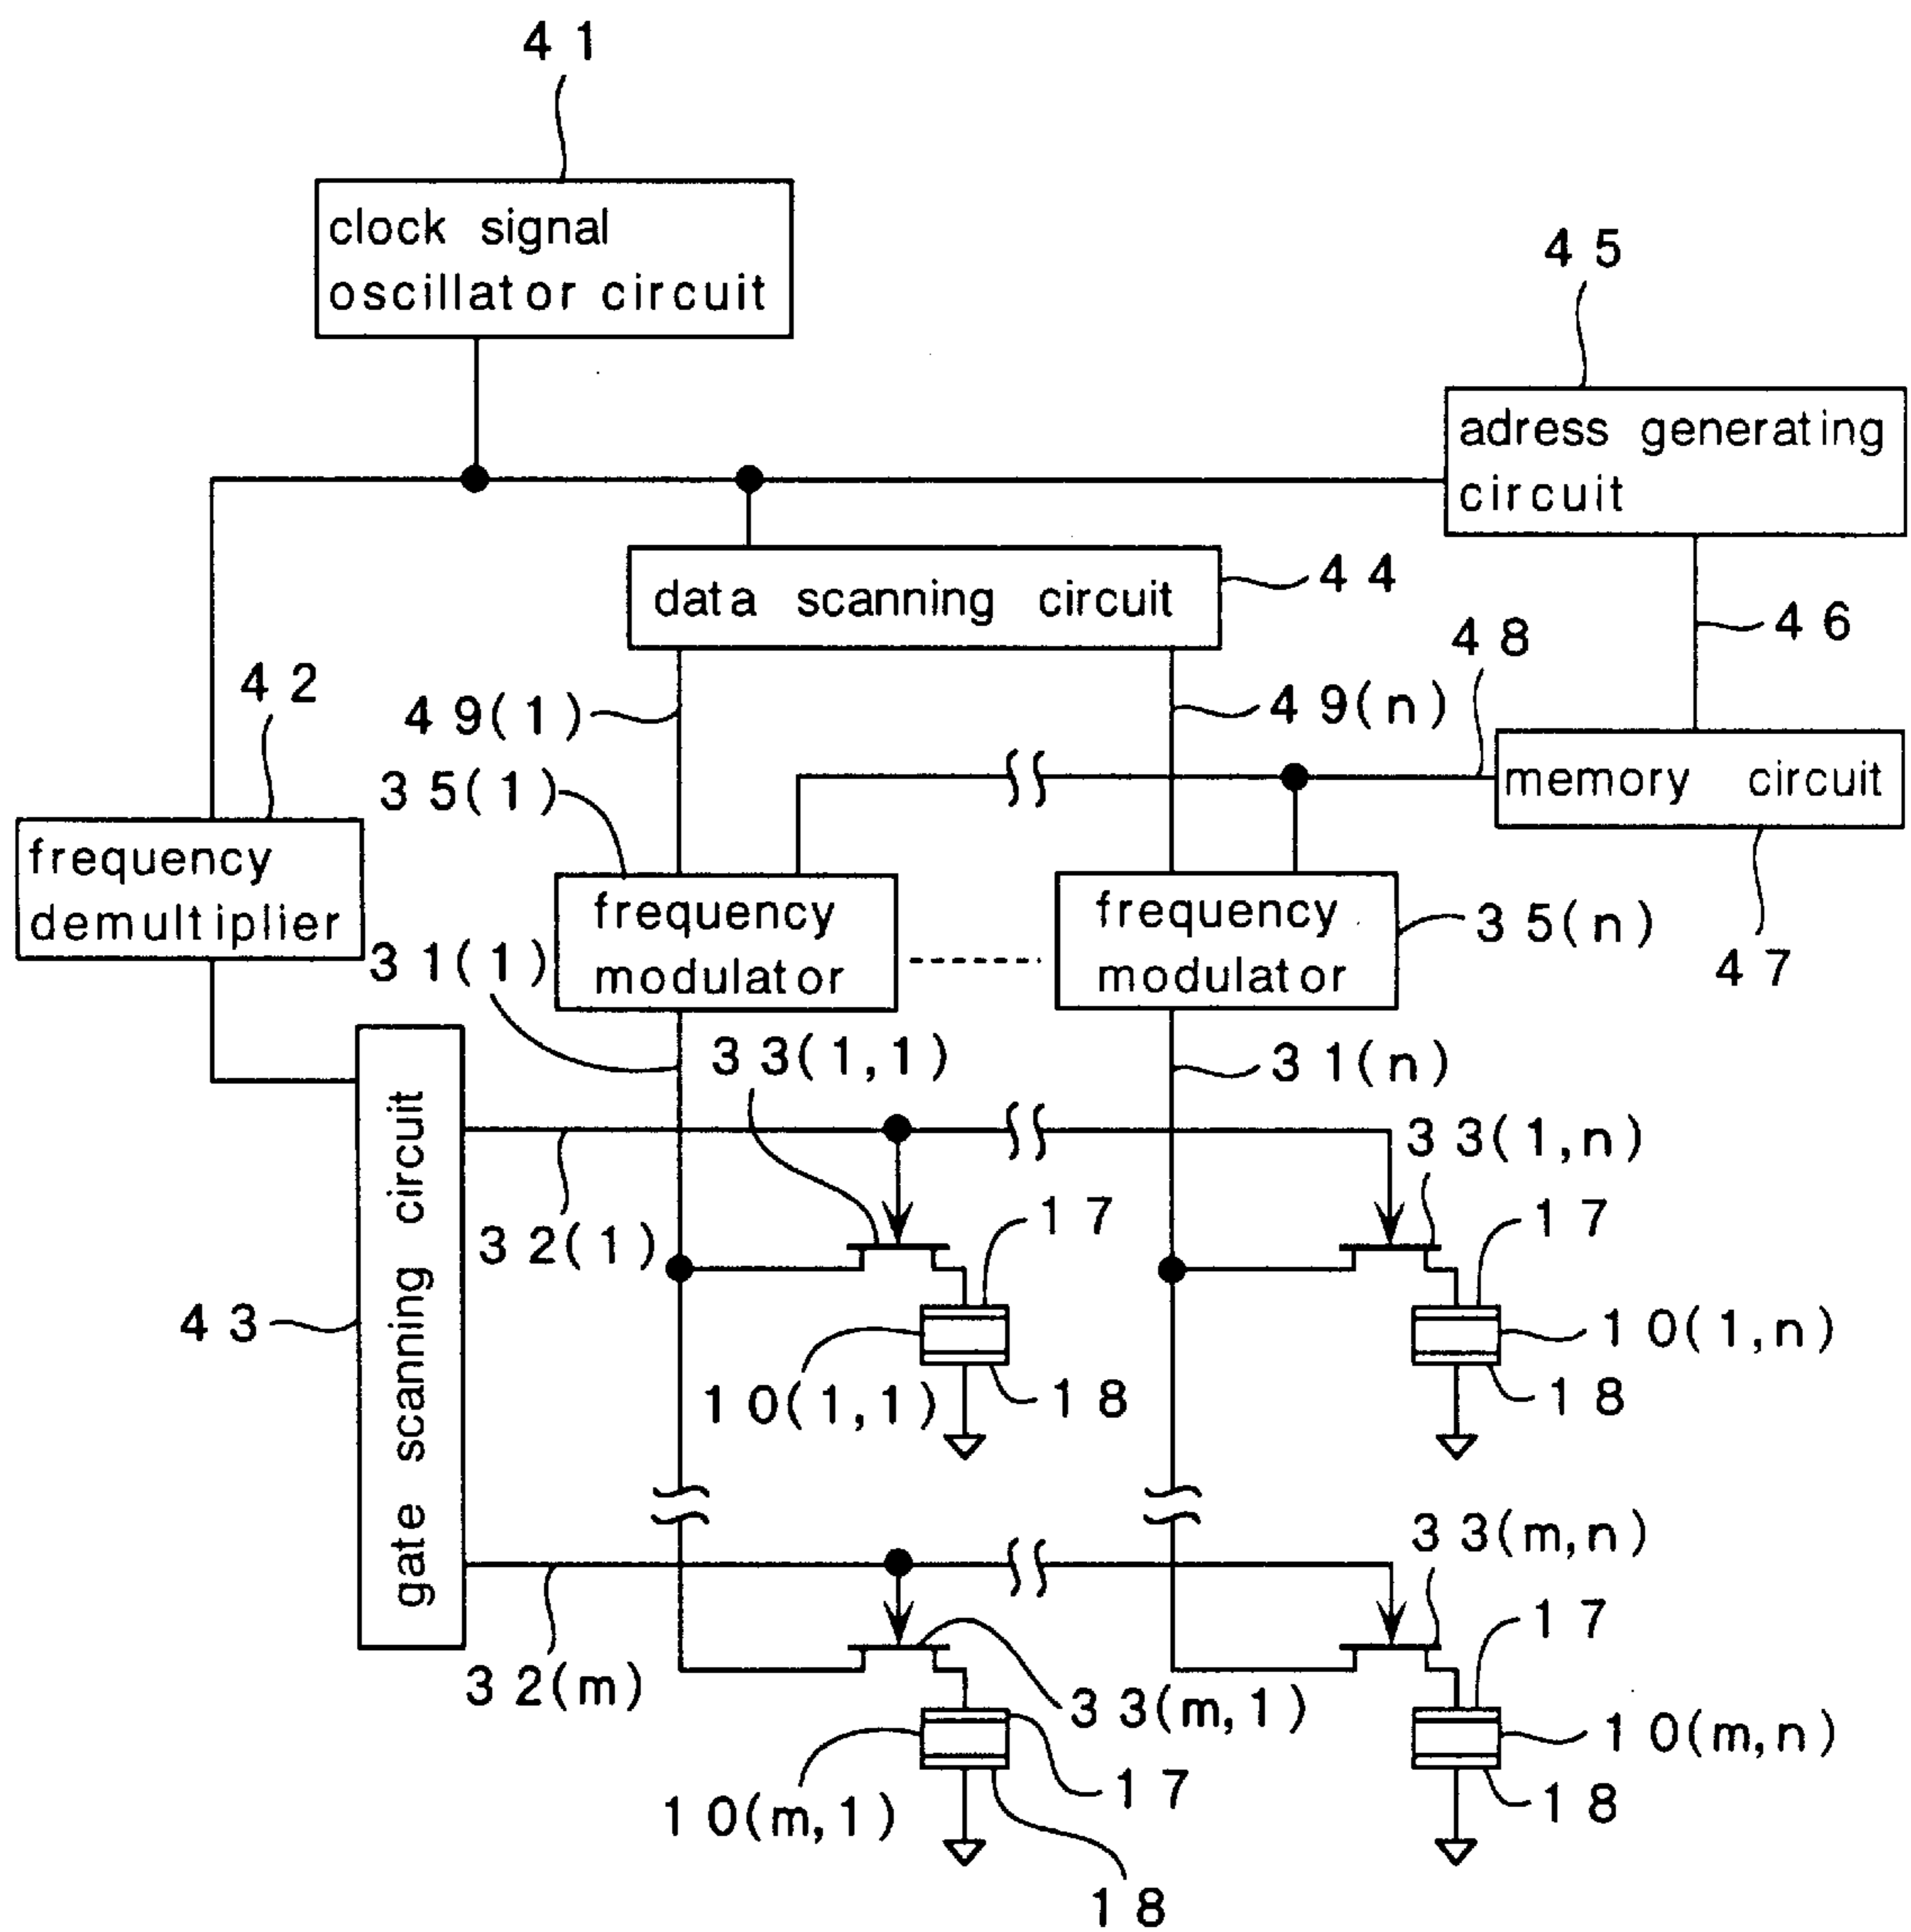 41
clock signal
oscillator circuit
45
adress generating
circuit
data scanning circuit
44
46
48
42
49(1)
49(n)
35(1)
memory circuit
frequency
demultiplier
frequency
modulator
frequency
modulator
35(n)
47
31(1)
33(1,1)
31(n)
33(1,n)
gate scanning circuit
32(1)
17
17
43
10(1,1)
18
10(1,n)
18
33(m,n)
32(m)
33(m,1)
17
10(m,n)
10(m,1)
17
18
18